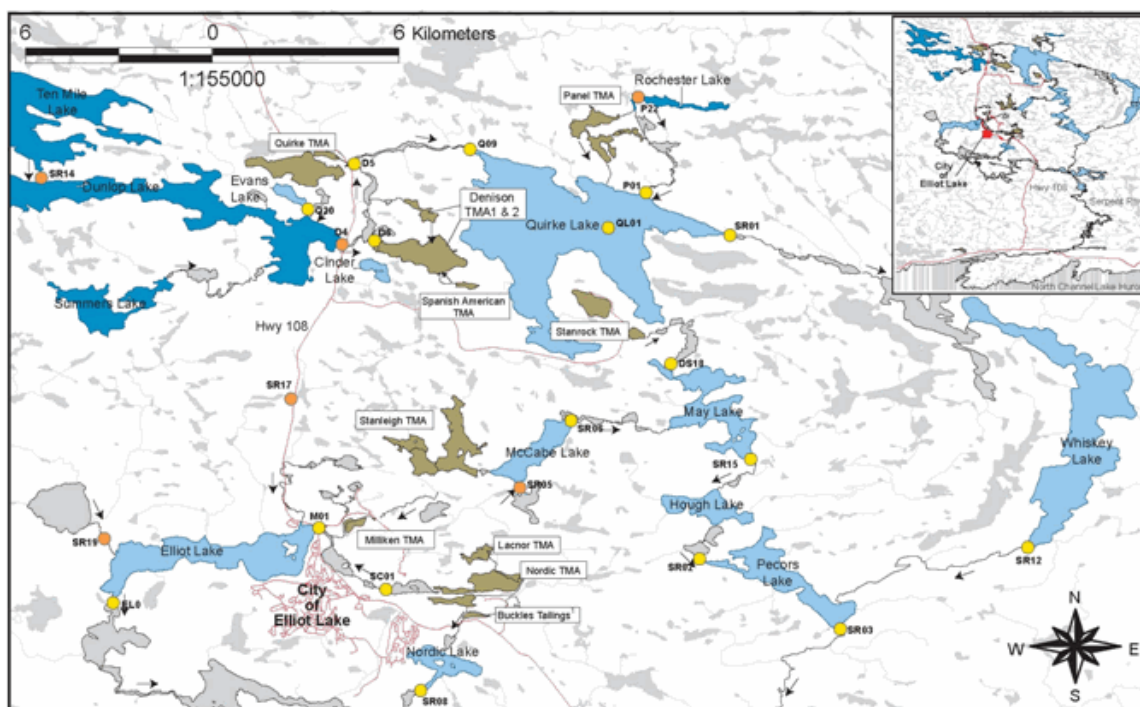 6 0 6 Kilometers
1:155000
Ten Mile
Lake
Rochester Lake
Panel TMA
P22
Quirke TMA
Q09
D5
SR14
Dunlop Lake
Evans
Lake
P01
Q20
Denison
TMA1 & 2
Quirke Lake
QL01
SR01
D4
D6
Cinder
Lake
Summers Lake
Spanish American
TMA
Hwy 108
Stanrock TMA
DS18
SR17
Stanleigh TMA
SR06
May Lake
McCabe Lake
Whiskey
Lake
SR15
SR05
Hough Lake
M01
SR19
Milliken TMA
Elliot Lake
Lacnor TMA
SR12
SR02
Pecors
Lake
Nordic TMA
SC01
City
of
Elliot Lake
EL0
Buckles Tailings
SR03
Nordic Lake
SR08
N
W E
S
City
of
Elliot Lake
Hwy-108
North Channel Lake Huron